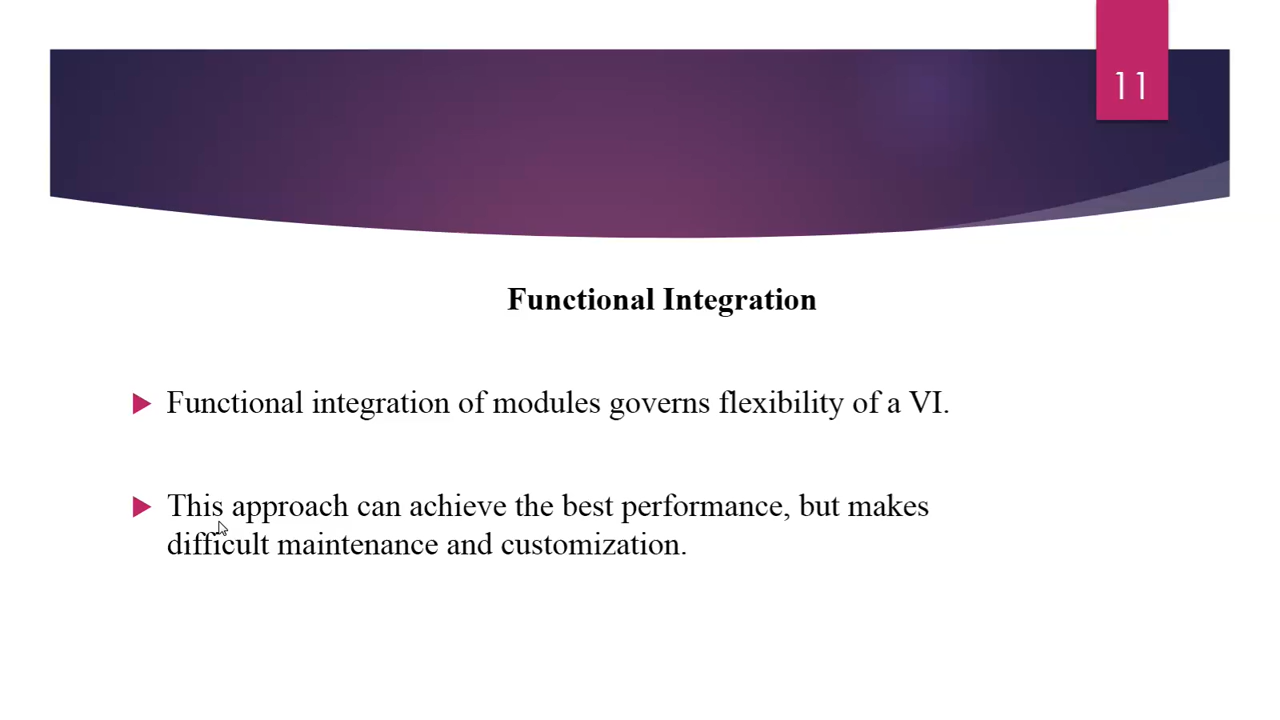 11
Functional Integration
Functional integration of modules governs flexibility of a VI.
This approach can achieve the best performance, but makes
difficult maintenance and customization.